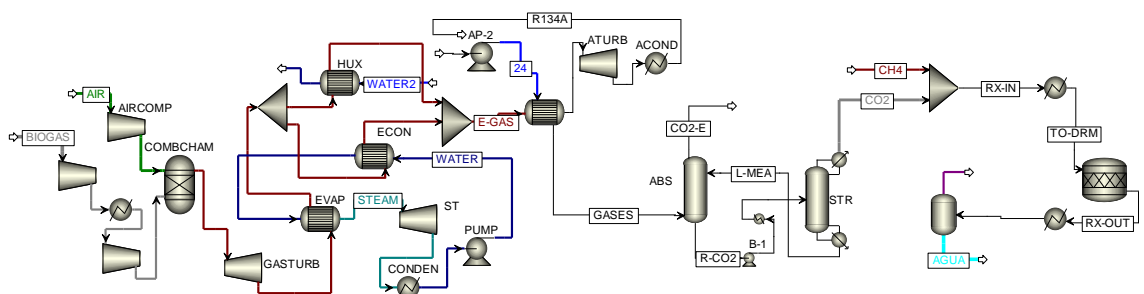 R134A
AP-2
ATURB
ACOND
HUX
24
WATER2
AIR
AIRCOMP
BIOGAS
COMBCHAM
ECON
E-GAS
WATER
EVAP
STEAM
ST
PUMP
CONDEN
GASTURB
CO2-E
ABS
L-MEA
STR
GASES
R-CO2
B-1
CH4
CO2
RX-IN
TO-DRM
RX-OUT
AGUA